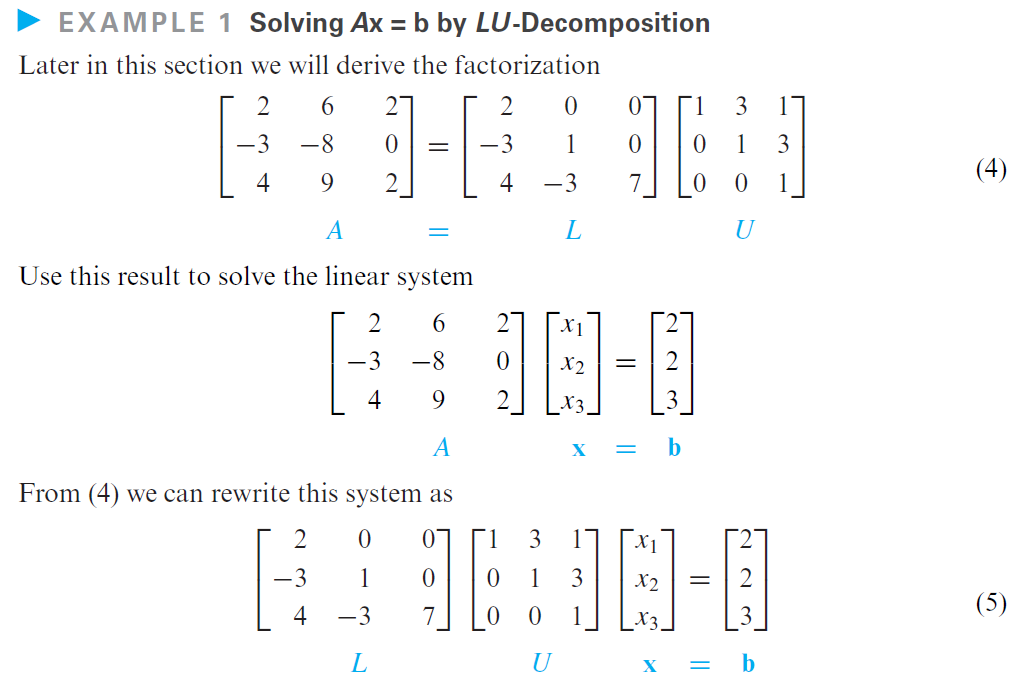 ▶ EXAMPLE 1 Solving Ax = b by LU-Decomposition
Later in this section we will derive the factorization
[2 6 2] = [2 0 0] [1 3 1]
[−3 −8 0] = [−3 1 0] [0 1 3]
[4 9 2] = [4 −3 7] [0 0 1] (4)
A = L U
Use this result to solve the linear system
[2 6 2] [x₁] = [2]
[−3 −8 0] [x₂] = [2]
[4 9 2] [x₃] = [3]
A x = b
From (4) we can rewrite this system as
[2 0 0] [1 3 1] [x₁] = [2]
[−3 1 0] [0 1 3] [x₂] = [2]
[4 −3 7] [0 0 1] [x₃] = [3] (5)
L U x = b